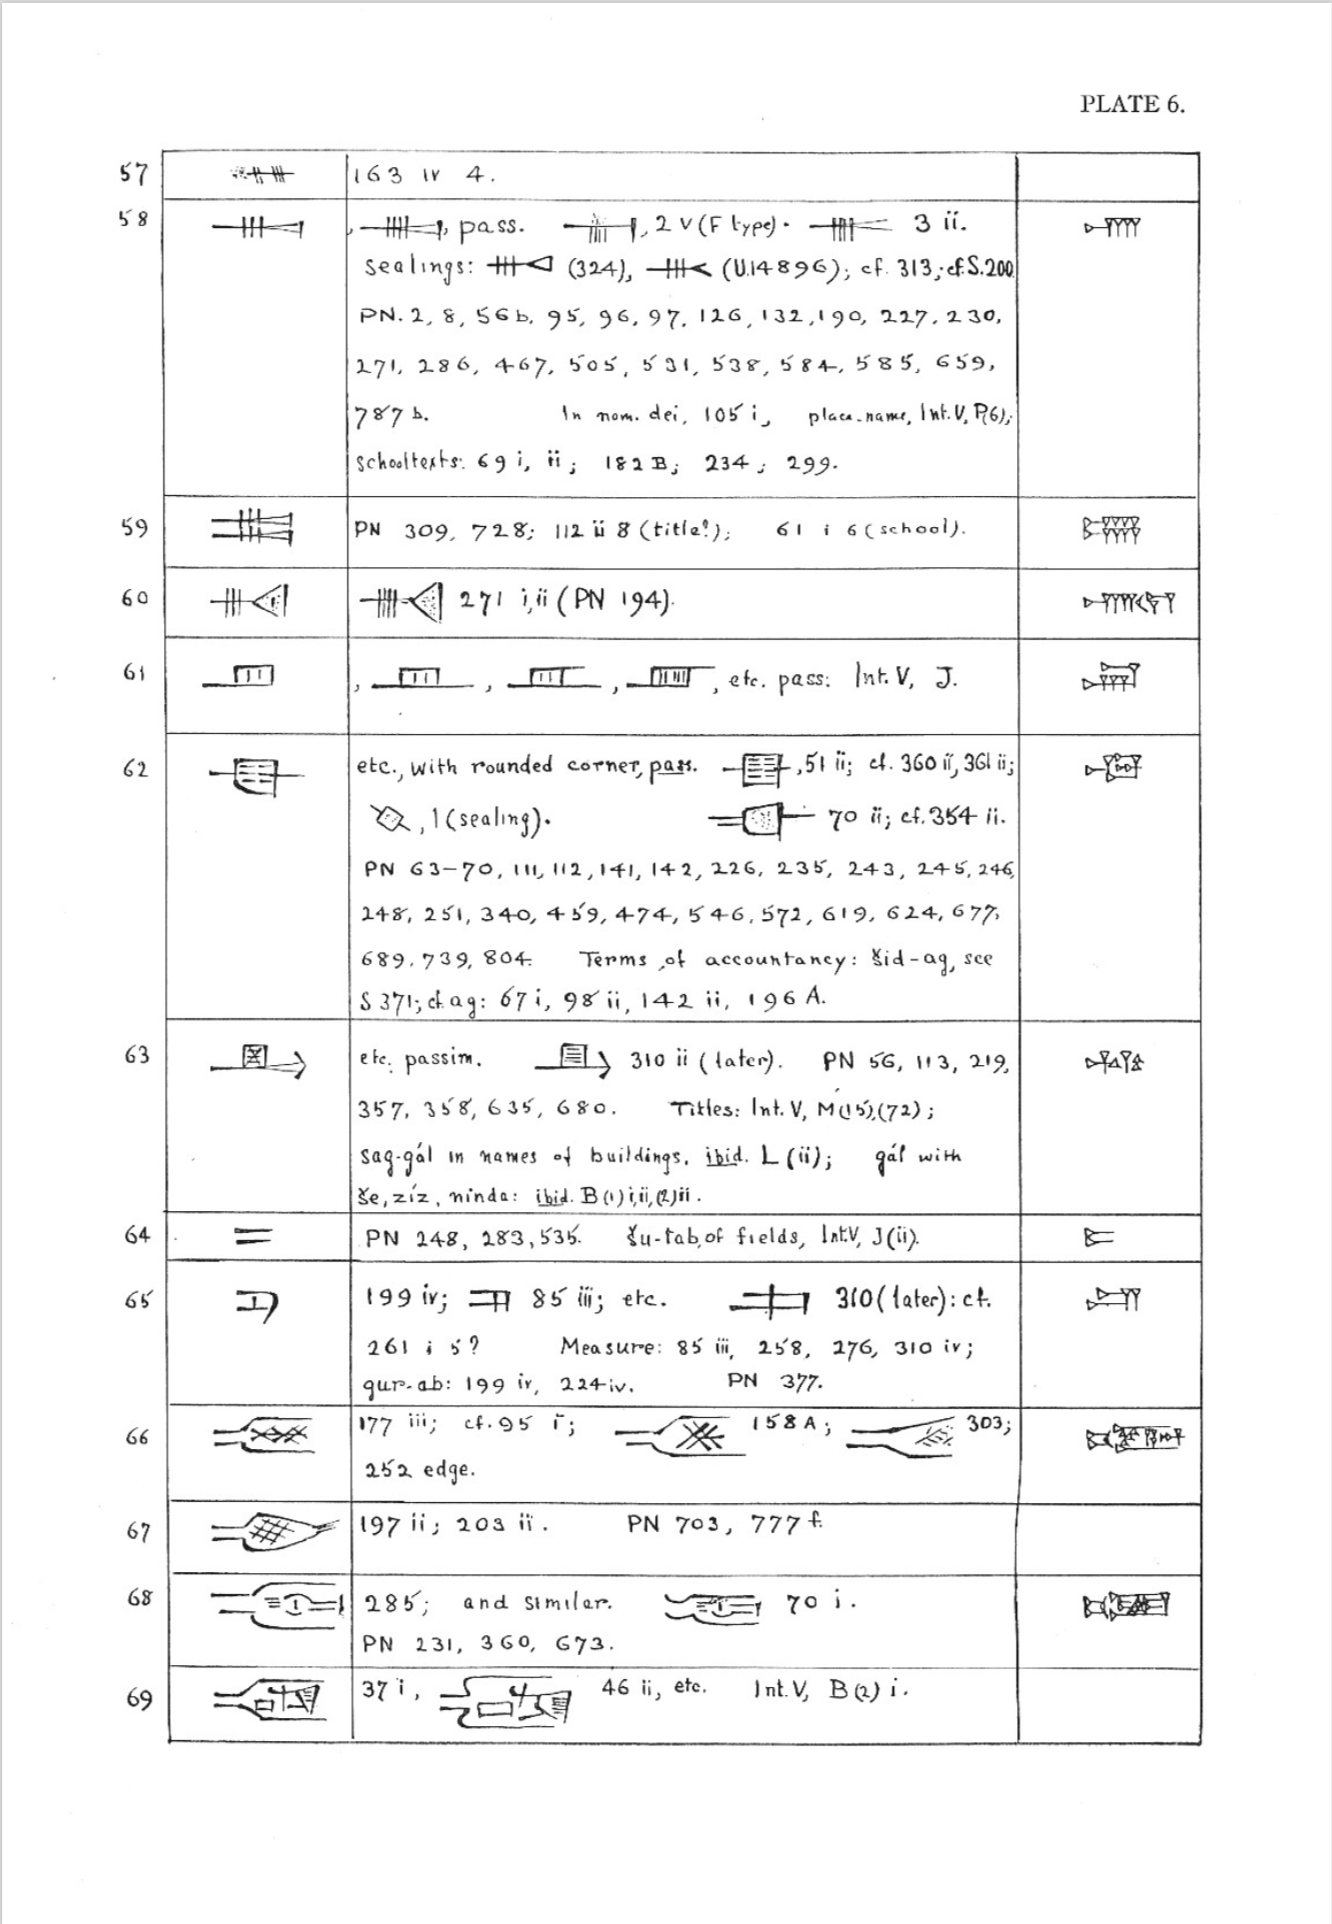 PLATE 6.
57 163 iv 4.
58 , pass. , 2 v (F type). 3 ii.
sealings: (324), (U.14896); cf. 313; cf. S. 200.
PN. 2, 8, 56b, 95, 96, 97, 126, 132, 190, 227, 230,
271, 286, 467, 505, 531, 538, 584, 585, 659,
787 b. In nom. dei, 105 i, place-name, Int. V, P(6);
schooltexts: 69 i, ii; 182 B; 234; 299.
59 PN 309, 728; 112 ii 8 (title?); 61 i 6 (school).
60 271 i, ii (PN 194).
61 , , , , etc. pass: Int. V, J.
62 etc., with rounded corner, pass. , 51 ii; cf. 360 ii, 361 ii;
, 1 (sealing). 70 ii; cf. 354 ii.
PN 63-70, 111, 112, 141, 142, 226, 235, 243, 245, 246,
248, 251, 340, 459, 474, 546, 572, 619, 624, 677,
689, 739, 804. Terms of accountancy: šid-ag, see
S 371; cf. ag: 67 i, 98 ii, 142 ii, 196 A.
63 etc. passim. 310 ii (later). PN 56, 113, 219,
357, 358, 635, 680. Titles: Int. V, M(15),(72);
sag-gál in names of buildings, ibid. L (ii); gál with
še, zíz, ninda: ibid. B (1) i, ii, (2) ii.
64 PN 248, 283, 535. šu-tab, of fields, Int. V, J (ii).
65 199 iv; 85 iii; etc. 310 (later): cf.
261 i 5? Measure: 85 iii, 258, 276, 310 iv;
gur-ab: 199 iv, 224 iv. PN 377.
66 177 iii; cf. 95 i; 158 A; 303;
252 edge.
67 197 ii; 203 ii. PN 703, 777 f.
68 285; and similar. 70 i.
PN 231, 360, 673.
69 37 i, 46 ii, etc. Int. V, B (2) i.